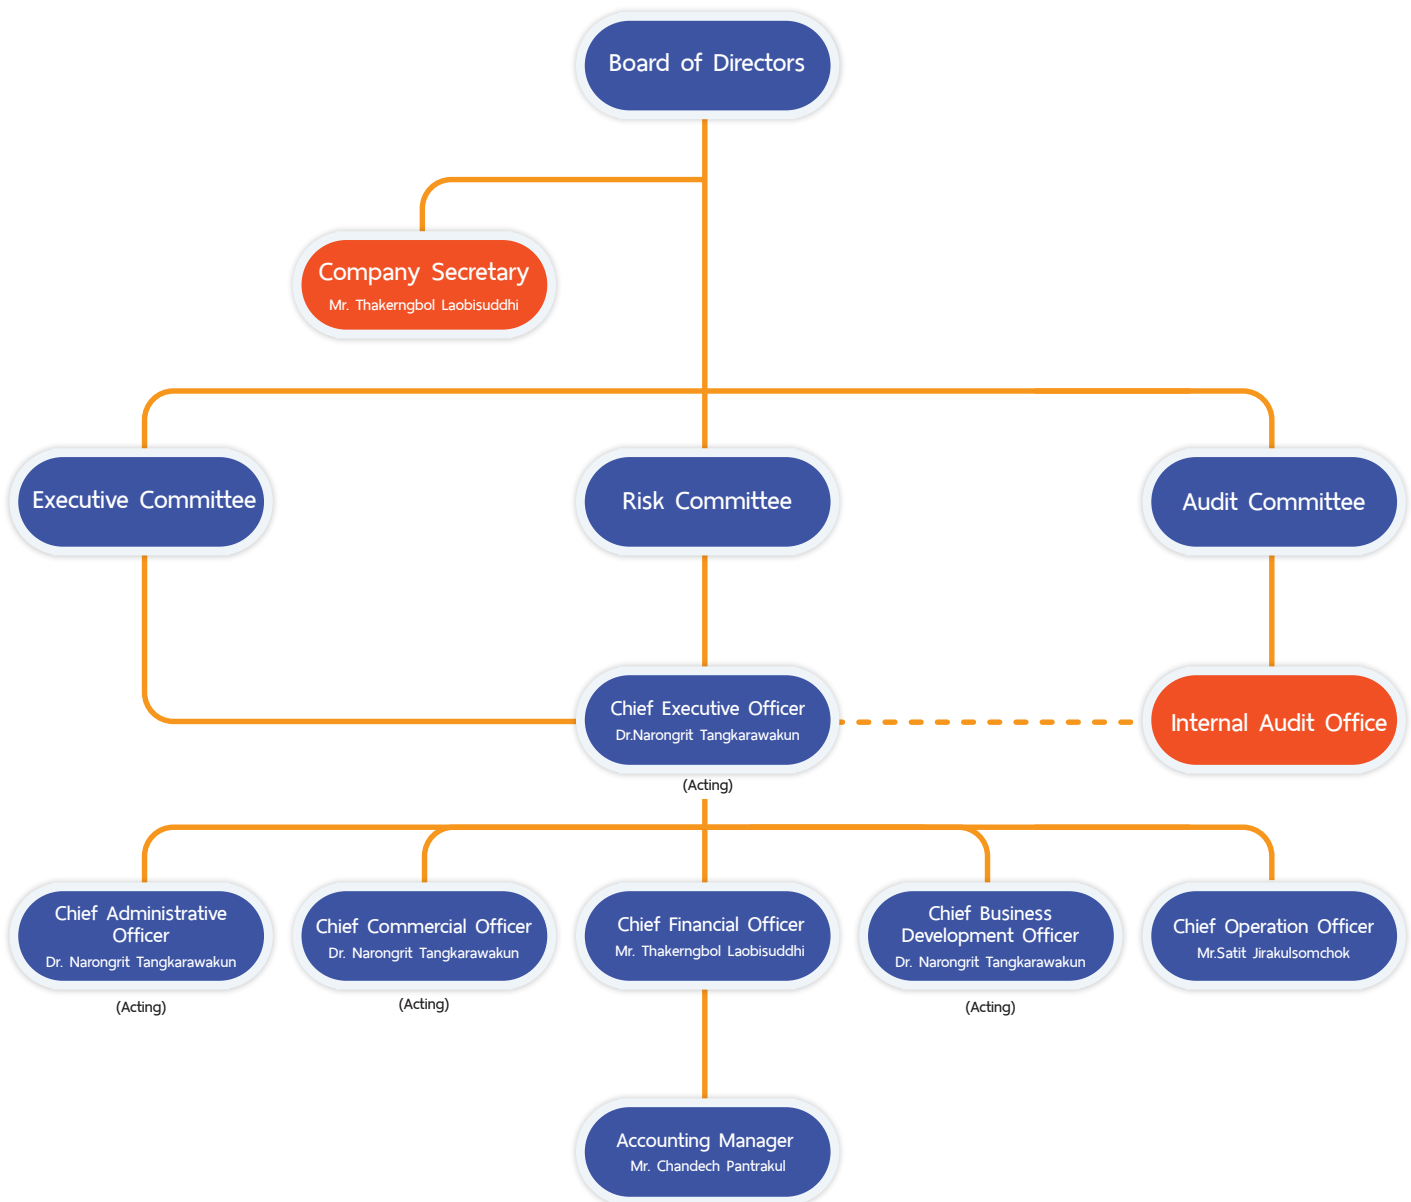 Board of Directors
Company Secretary
Mr. Thakerngbol Laobisuddhi
Executive Committee
Risk Committee
Audit Committee
Chief Executive Officer
Dr.Narongrit Tangkarawakun
(Acting)
Internal Audit Office
Chief Administrative
Officer
Dr. Narongrit Tangkarawakun
(Acting)
Chief Commercial Officer
Dr. Narongrit Tangkarawakun
(Acting)
Chief Financial Officer
Mr. Thakerngbol Laobisuddhi
Chief Business
Development Officer
Dr. Narongrit Tangkarawakun
(Acting)
Chief Operation Officer
Mr.Satit Jirakulsomchok
Accounting Manager
Mr. Chandech Pantrakul